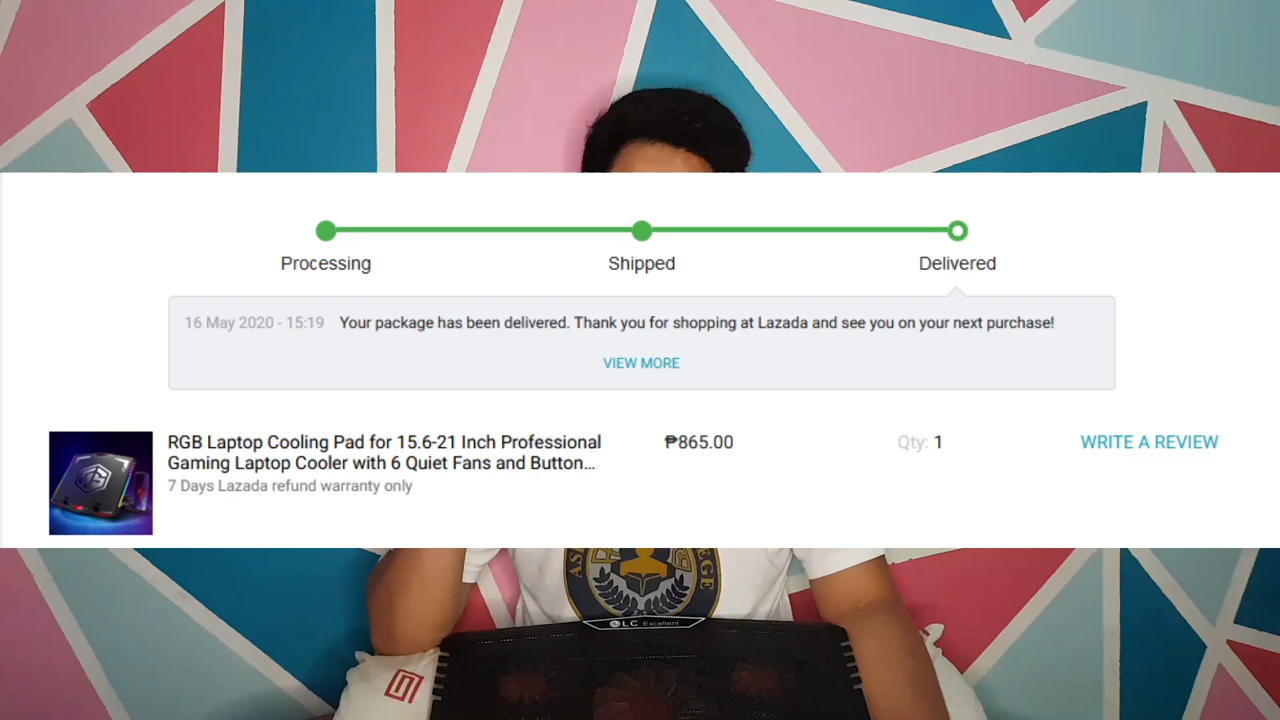 Processing
Shipped
Delivered
16 May 2020 - 15:19 Your package has been delivered. Thank you for shopping at Lazada and see you on your next purchase!
VIEW MORE
RGB Laptop Cooling Pad for 15.6-21 Inch Professional
Gaming Laptop Cooler with 6 Quiet Fans and Button...
₱865.00
Qty: 1
WRITE A REVIEW
7 Days Lazada refund warranty only
LC Excellent